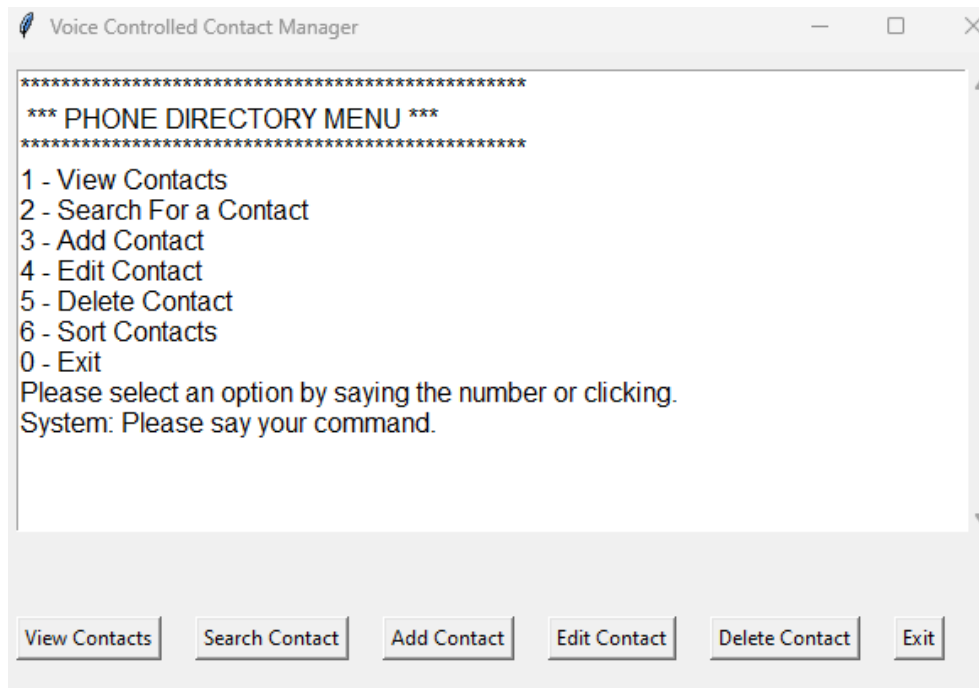 Voice Controlled Contact Manager
**************************************************
*** PHONE DIRECTORY MENU ***
**************************************************
1 - View Contacts
2 - Search For a Contact
3 - Add Contact
4 - Edit Contact
5 - Delete Contact
6 - Sort Contacts
0 - Exit
Please select an option by saying the number or clicking.
System: Please say your command.
View Contacts Search Contact Add Contact Edit Contact Delete Contact Exit